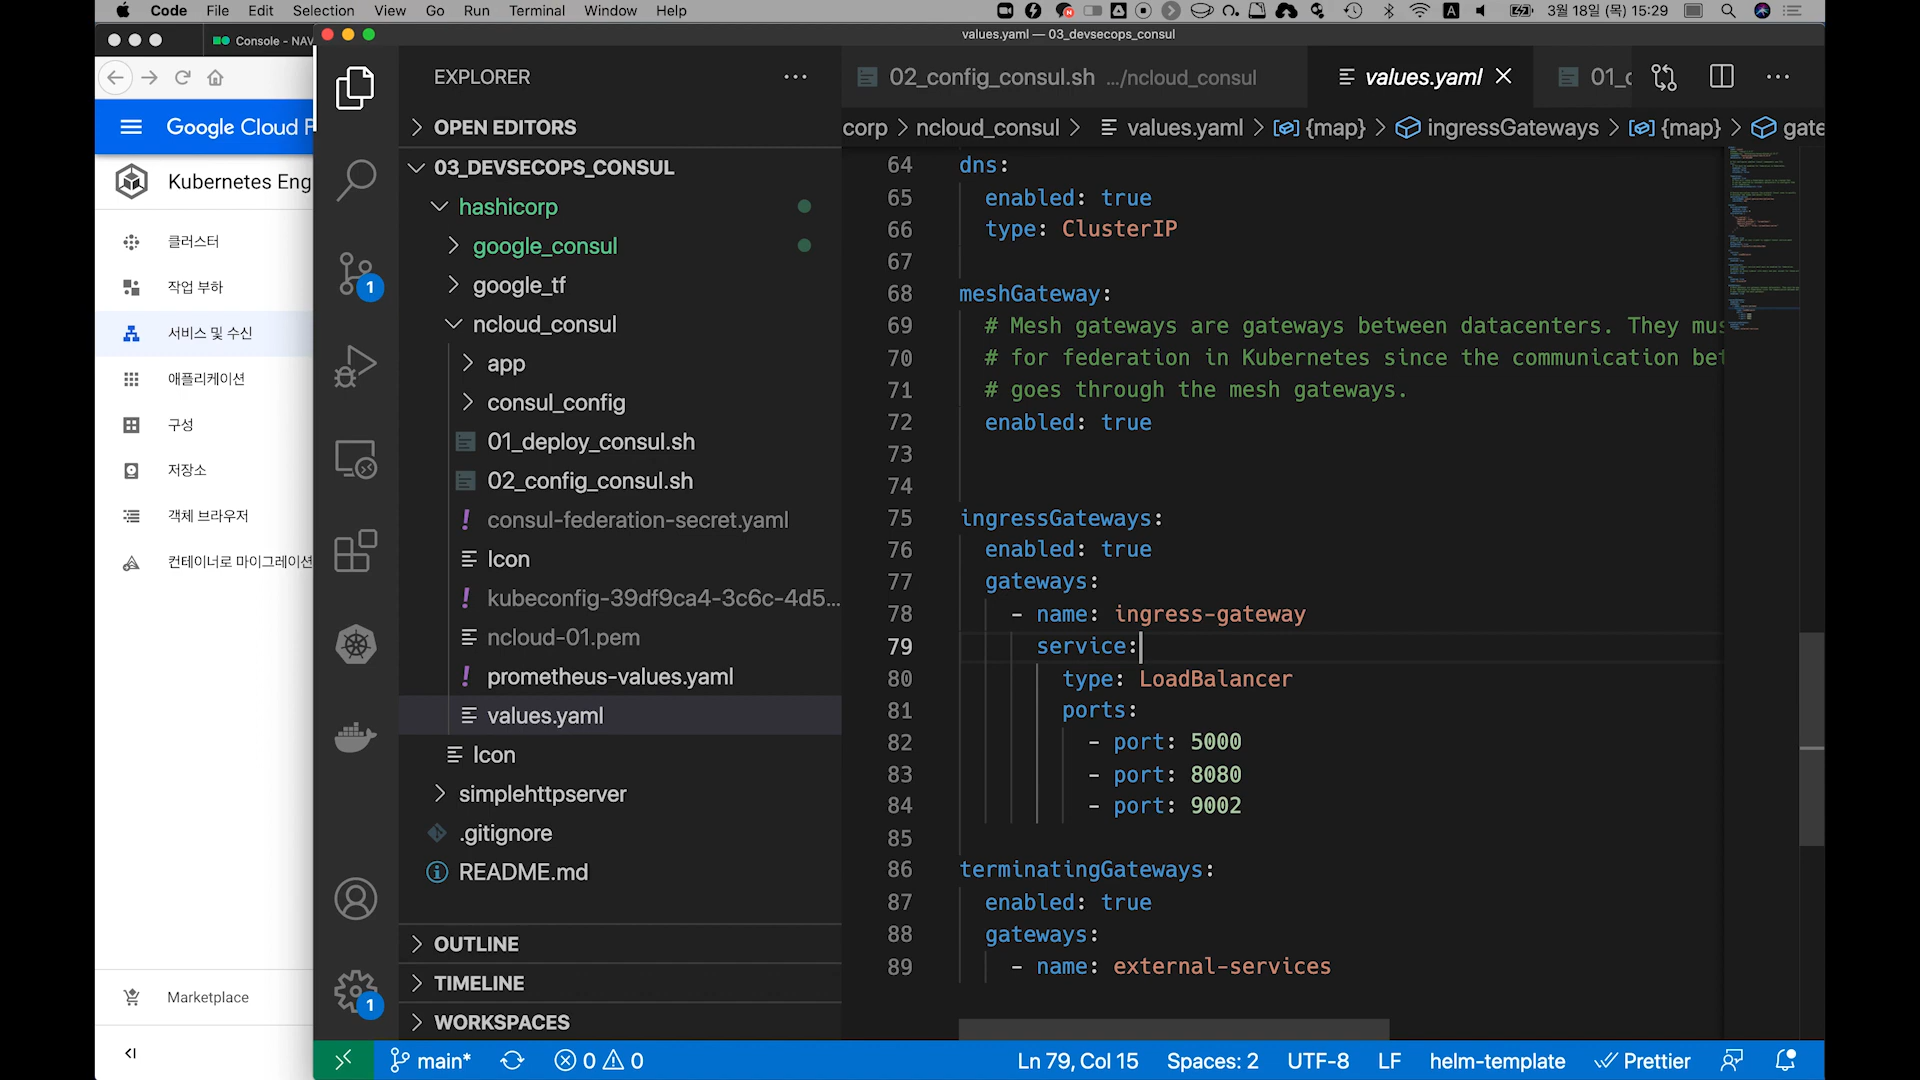 Code File Edit Selection View Go Run Terminal Window Help
3월 18일 (목) 15:29
Console - NAV
Google Cloud P
Kubernetes Eng
클러스터
작업 부하
서비스 및 수신
애플리케이션
구성
저장소
객체 브라우저
컨테이너로 마이그레이션
Marketplace
values.yaml — 03_devsecops_consul
EXPLORER
OPEN EDITORS
03_DEVSECOPS_CONSUL
hashicorp
google_consul
google_tf
ncloud_consul
app
consul_config
01_deploy_consul.sh
02_config_consul.sh
consul-federation-secret.yaml
Icon
kubeconfig-39df9ca4-3c6c-4d5...
ncloud-01.pem
prometheus-values.yaml
values.yaml
Icon
simplehttpserver
.gitignore
README.md
OUTLINE
TIMELINE
WORKSPACES
1
1
02_config_consul.sh .../ncloud_consul
values.yaml
01_c
corp > ncloud_consul > values.yaml > {map} > ingressGateways > {map} > gate
64 dns:
65 enabled: true
66 type: ClusterIP
67
68 meshGateway:
69 # Mesh gateways are gateways between datacenters. They mus
70 # for federation in Kubernetes since the communication bet
71 # goes through the mesh gateways.
72 enabled: true
73
74
75 ingressGateways:
76 enabled: true
77 gateways:
78 - name: ingress-gateway
79 service:
80 type: LoadBalancer
81 ports:
82 - port: 5000
83 - port: 8080
84 - port: 9002
85
86 terminatingGateways:
87 enabled: true
88 gateways:
89 - name: external-services
main* 0 0 Ln 79, Col 15 Spaces: 2 UTF-8 LF helm-template Prettier